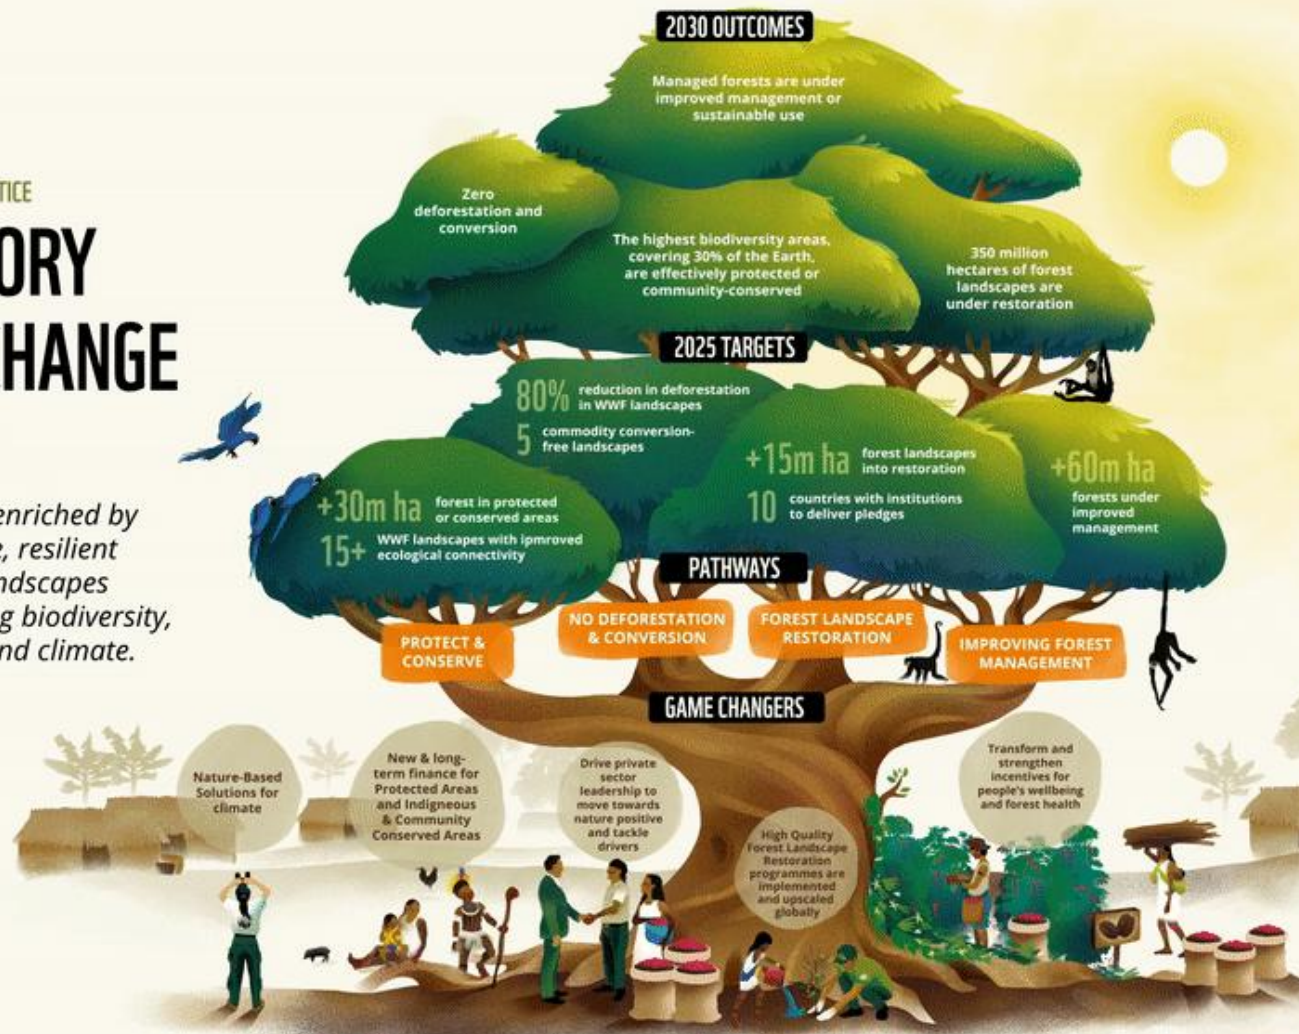 TICE
ORY
HANGE
enriched by
e, resilient
ndscapes
g biodiversity,
nd climate.
2030 OUTCOMES
Managed forests are under
improved management or
sustainable use
Zero
deforestation and
conversion
The highest biodiversity areas,
covering 30% of the Earth,
are effectively protected or
community-conserved
350 million
hectares of forest
landscapes are
under restoration
2025 TARGETS
80% reduction in deforestation
in WWF landscapes
5 commodity conversion-
free landscapes
+15m ha forest landscapes
into restoration
10 countries with institutions
to deliver pledges
+60m ha
forests under
improved
management
+30m ha forest in protected
or conserved areas
15+ WWF landscapes with ipmroved
ecological connectivity
PATHWAYS
PROTECT &
CONSERVE
NO DEFORESTATION
& CONVERSION
FOREST LANDSCAPE
RESTORATION
IMPROVING FOREST
MANAGEMENT
GAME CHANGERS
Nature-Based
Solutions for
climate
New & long-
term finance for
Protected Areas
and Indigneous
& Community
Conserved Areas
Drive private
sector
leadership to
move towards
nature positive
and tackle
drivers
High Quality
Forest Landscape
Restoration
programmes are
implemented
and upscaled
globally
Transform and
strengthen
incentives for
people's wellbeing
and forest health